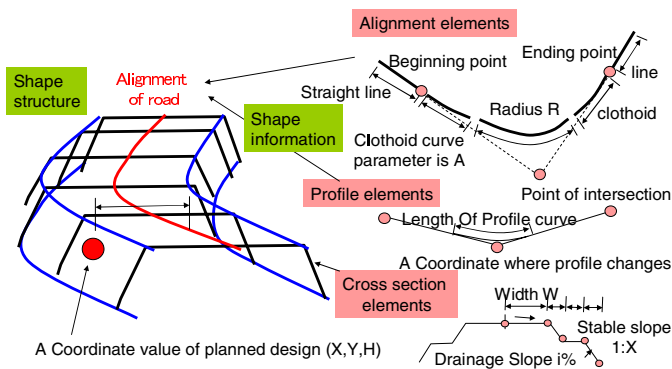 Alignment elements
Shape
structure
Alignment
of road
Beginning point
Ending point
line
Straight line
Radius R
clothoid
Shape
information
Clothoid curve
parameter is A
Profile elements
Point of intersection
Length Of Profile curve
A Coordinate where profile changes
Cross section
elements
Width W
Stable slope
1:X
A Coordinate value of planned design (X,Y,H)
Drainage Slope i%